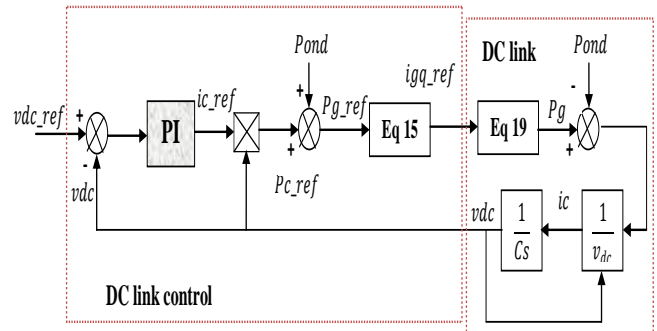 Pond
DC link
Pond
igq_ref
vdc_ref
+
-
vdc
PI
ic_ref
+
+
Pg_ref
Pc_ref
Eq 15
Eq 19
Pg
-
+
vdc
1
Cs
ic
1
vdc
DC link control